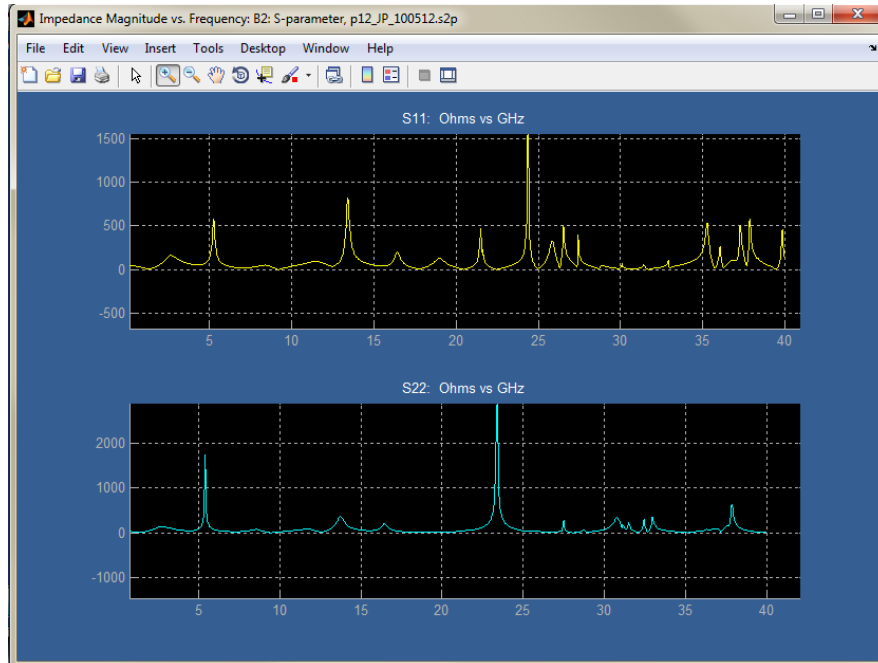 Impedance Magnitude vs. Frequency: B2: S-parameter, p12_JP_100512.s2p
File Edit View Insert Tools Desktop Window Help
S11: Ohms vs GHz
1500
1000
500
0
-500
5 10 15 20 25 30 35 40
S22: Ohms vs GHz
2000
1000
0
-1000
5 10 15 20 25 30 35 40